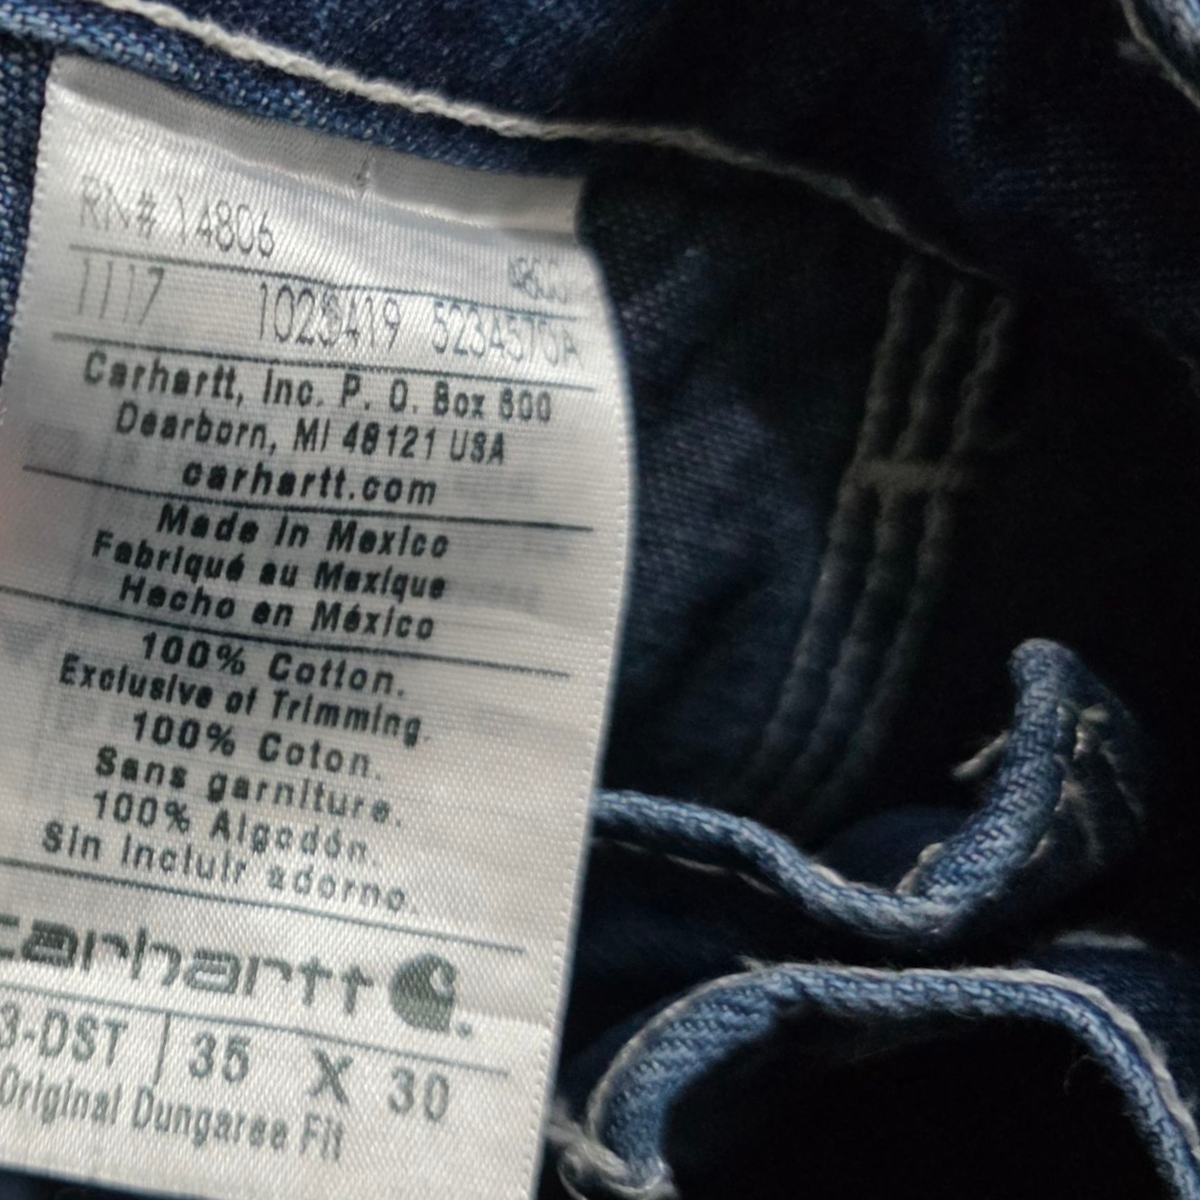 RN# 14806
1117 5234570A
Carhartt, Inc. P. O. Box 600
Dearborn, MI 48121 USA
carhartt.com
Made in Mexico
Fabriqué au Mexique
Hecho en México
100% Cotton.
Exclusive of Trimming.
100% Coton.
Sans garniture.
100% Algodón.
Sin incluir adorno.
carhartt
3-DST | 35 X 30
Original Dungaree Fit